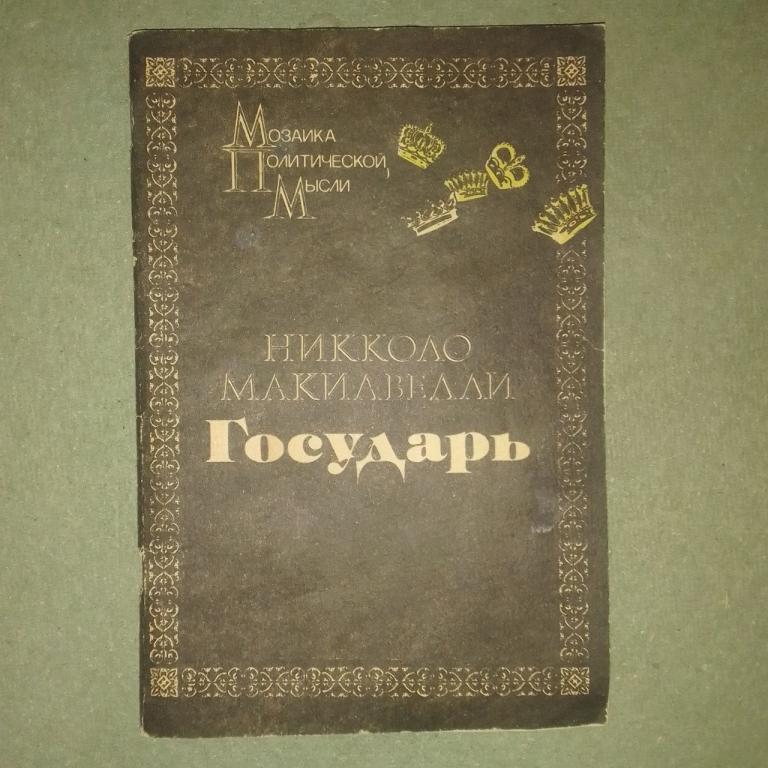 Мозаика
Политической
Мысли
НИККОЛО
МАКИАВЕЛЛИ
Государь